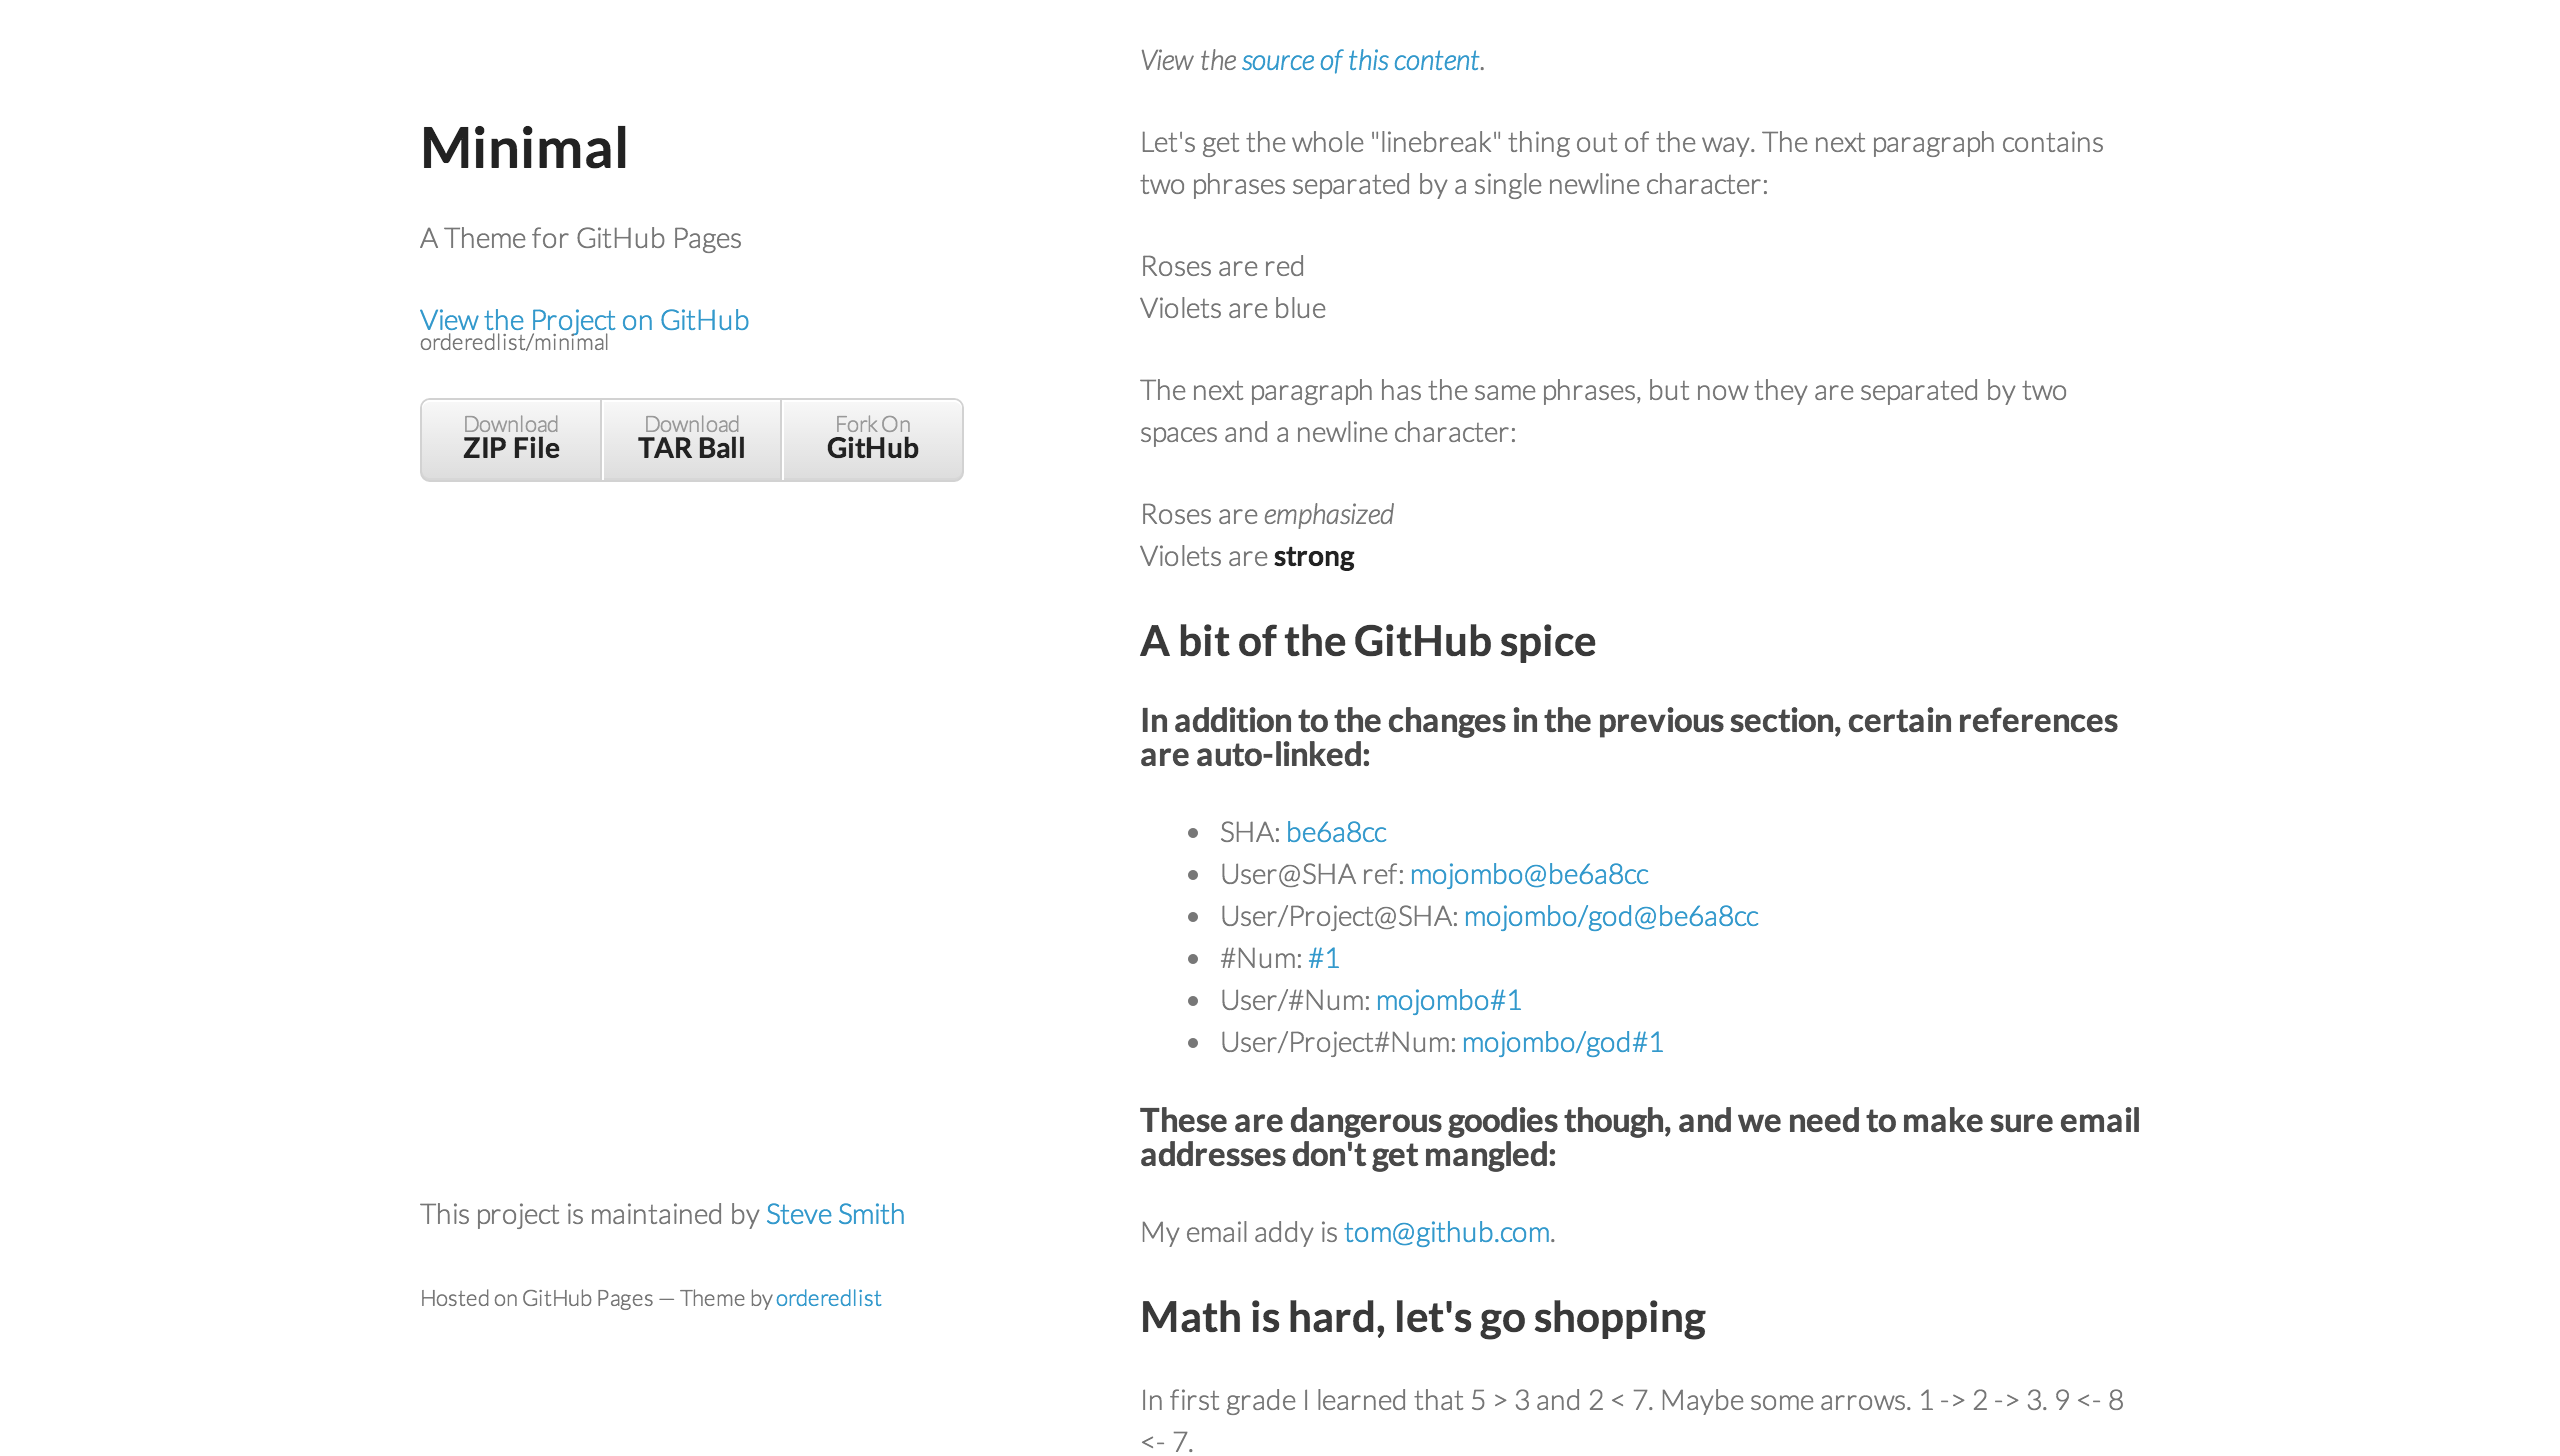 Minimal
A Theme for GitHub Pages
View the Project on GitHub
orderedlist/minimal
Download
ZIP File
Download
TAR Ball
Fork On
GitHub
This project is maintained by Steve Smith
Hosted on GitHub Pages — Theme by orderedlist
View the source of this content.
Let's get the whole "linebreak" thing out of the way. The next paragraph contains
two phrases separated by a single newline character:
Roses are red
Violets are blue
The next paragraph has the same phrases, but now they are separated by two
spaces and a newline character:
Roses are emphasized
Violets are strong
A bit of the GitHub spice
In addition to the changes in the previous section, certain references
are auto-linked:
• SHA: be6a8cc
• User@SHA ref: mojombo@be6a8cc
• User/Project@SHA: mojombo/god@be6a8cc
• #Num: #1
• User/#Num: mojombo#1
• User/Project#Num: mojombo/god#1
These are dangerous goodies though, and we need to make sure email
addresses don't get mangled:
My email addy is tom@github.com.
Math is hard, let's go shopping
In first grade I learned that 5 > 3 and 2 < 7. Maybe some arrows. 1 -> 2 -> 3. 9 <- 8
<- 7.